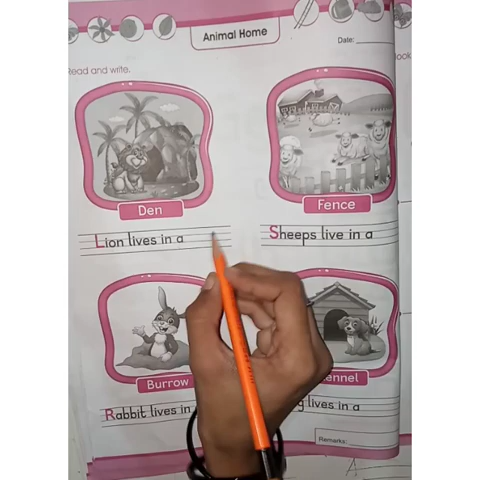 Animal Home
Date:
Read and write.
Den
Fence
Lion lives in a
Sheeps live in a
Burrow
Kennel
Rabbit lives in
lives in a
Remarks:
A